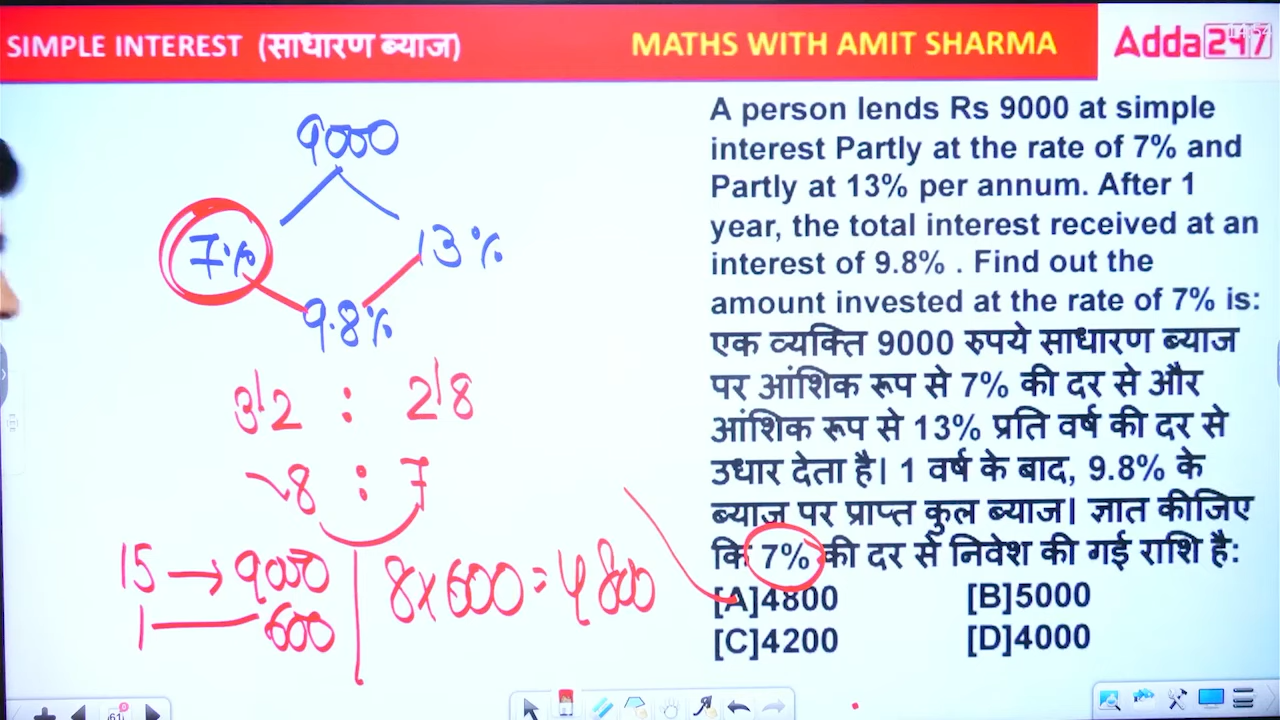 SIMPLE INTEREST (साधारण ब्याज)
MATHS WITH AMIT SHARMA
Adda247
9000
7%
13%
9.8%
3.2 : 2.8
8 : 7
15 → 9000
1 — 600
8×600=4800
A person lends Rs 9000 at simple
interest Partly at the rate of 7% and
Partly at 13% per annum. After 1
year, the total interest received at an
interest of 9.8% . Find out the
amount invested at the rate of 7% is:
एक व्यक्ति 9000 रुपये साधारण ब्याज
पर आंशिक रूप से 7% की दर से और
आंशिक रूप से 13% प्रति वर्ष की दर से
उधार देता है। 1 वर्ष के बाद, 9.8% के
ब्याज पर प्राप्त कुल ब्याज। ज्ञात कीजिए
कि 7% की दर से निवेश की गई राशि है:
[A]4800 [B]5000
[C]4200 [D]4000